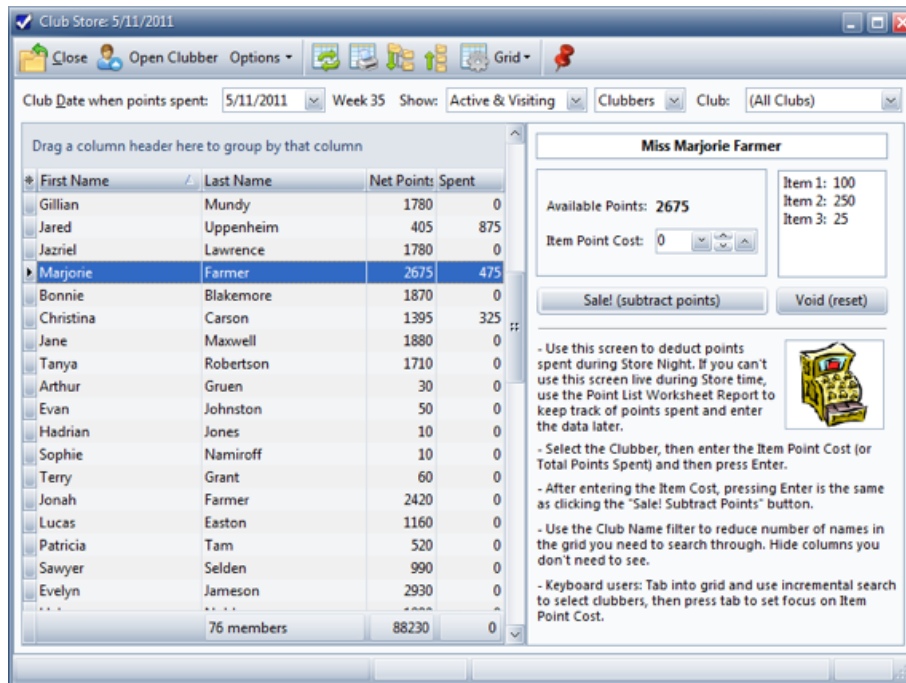 Club Store: 5/11/2011
Close Open Clubber Options Grid
Club Date when points spent: 5/11/2011 Week 35 Show: Active & Visiting Clubbers Club: (All Clubs)
Drag a column header here to group by that column
First Name Last Name Net Points Spent
Gillian Mundy 1780 0
Jared Uppenheim 405 875
Jazriel Lawrence 1780 0
Marjorie Farmer 2675 475
Bonnie Blakemore 1870 0
Christina Carson 1395 325
Jane Maxwell 1880 0
Tanya Robertson 1710 0
Arthur Gruen 30 0
Evan Johnston 50 0
Hadrian Jones 10 0
Sophie Namiroff 10 0
Terry Grant 60 0
Jonah Farmer 2420 0
Lucas Easton 1160 0
Patricia Tam 520 0
Sawyer Selden 990 0
Evelyn Jameson 2930 0
76 members 88230 0
Miss Marjorie Farmer
Available Points: 2675
Item Point Cost: 0
Item 1: 100
Item 2: 250
Item 3: 25
Sale! (subtract points) Void (reset)
- Use this screen to deduct points
spent during Store Night. If you can't
use this screen live during Store time,
use the Point List Worksheet Report to
keep track of points spent and enter
the data later.
- Select the Clubber, then enter the Item Point Cost (or
Total Points Spent) and then press Enter.
- After entering the Item Cost, pressing Enter is the same
as clicking the "Sale! Subtract Points" button.
- Use the Club Name filter to reduce number of names in
the grid you need to search through. Hide columns you
don't need to see.
- Keyboard users: Tab into grid and use incremental search
to select clubbers, then press tab to set focus on Item
Point Cost.